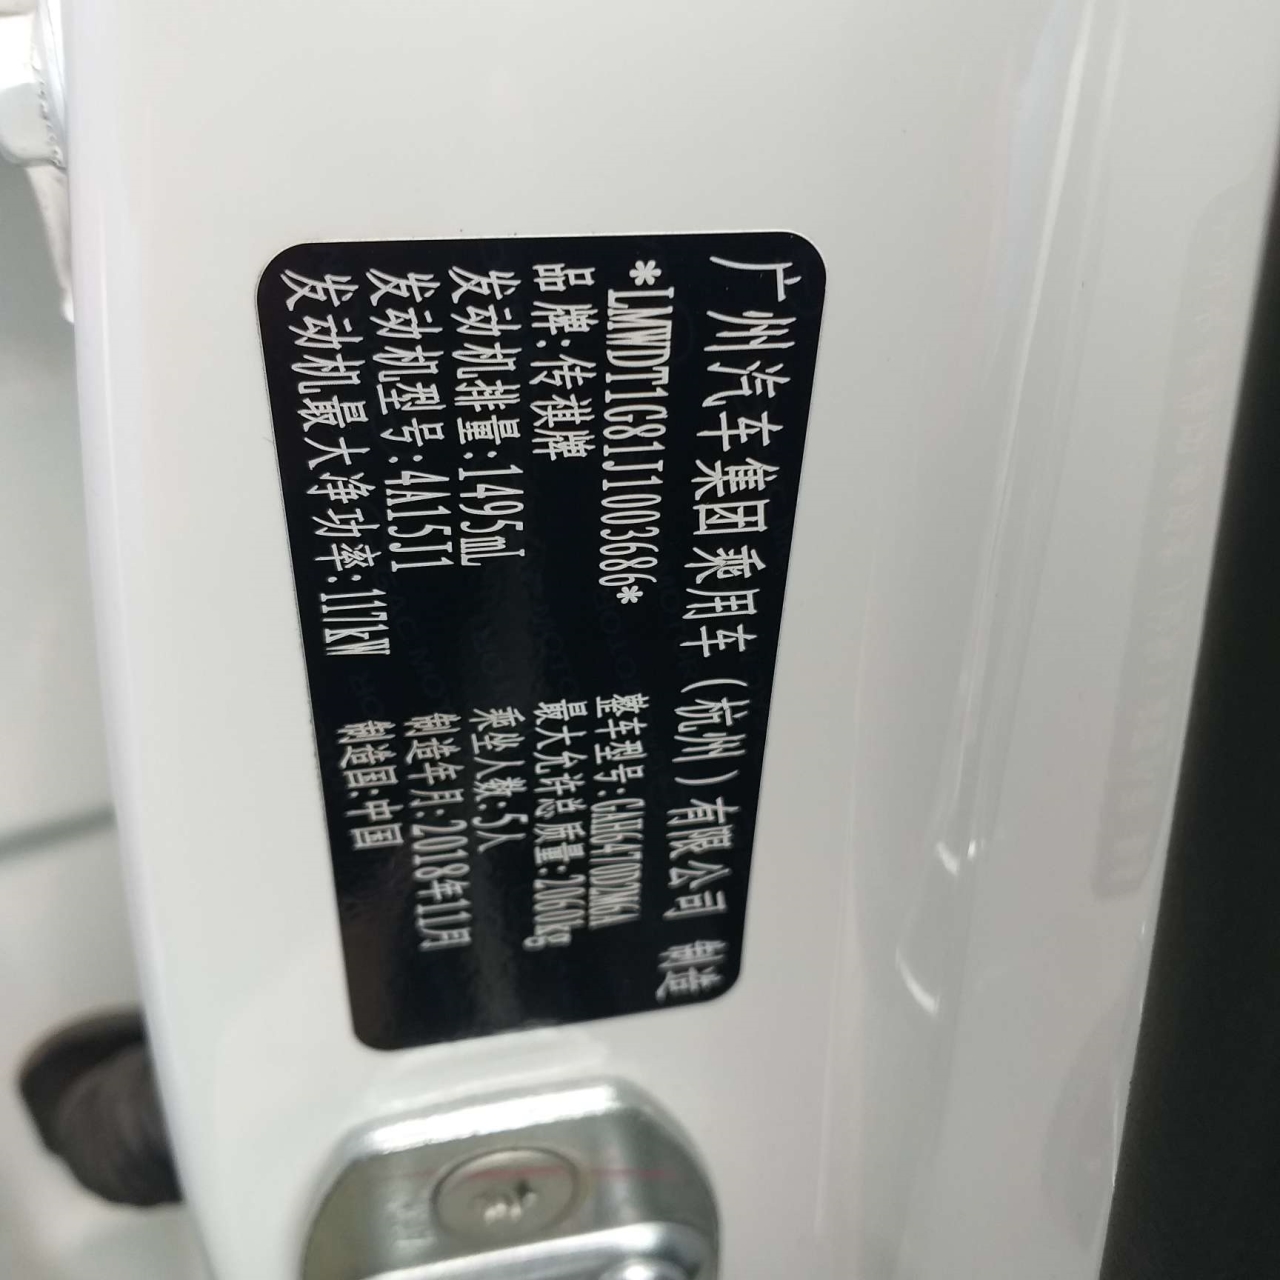 广州汽车集团乘用车（杭州）有限公司 制造
*LMWDT1G81J1003686*
品牌:传祺牌 整车型号:GAH6470D2M6A
发动机排量:1495mL 最大允许总质量:2060kg
发动机型号:4A15J1 乘坐人数:5人
发动机最大净功率:117kW 制造年月:2018年11月
制造国:中国